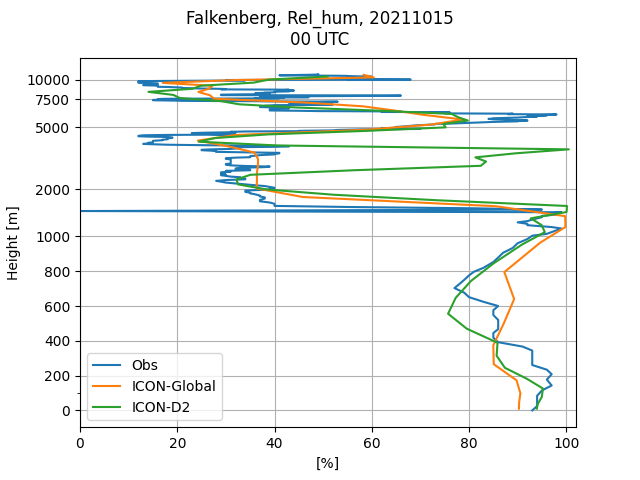 Falkenberg, Rel_hum, 20211015
00 UTC
Height [m]
10000
7500
5000
2000
1000
800
600
400
200
0
Obs
ICON-Global
ICON-D2
0 20 40 60 80 100
[%]